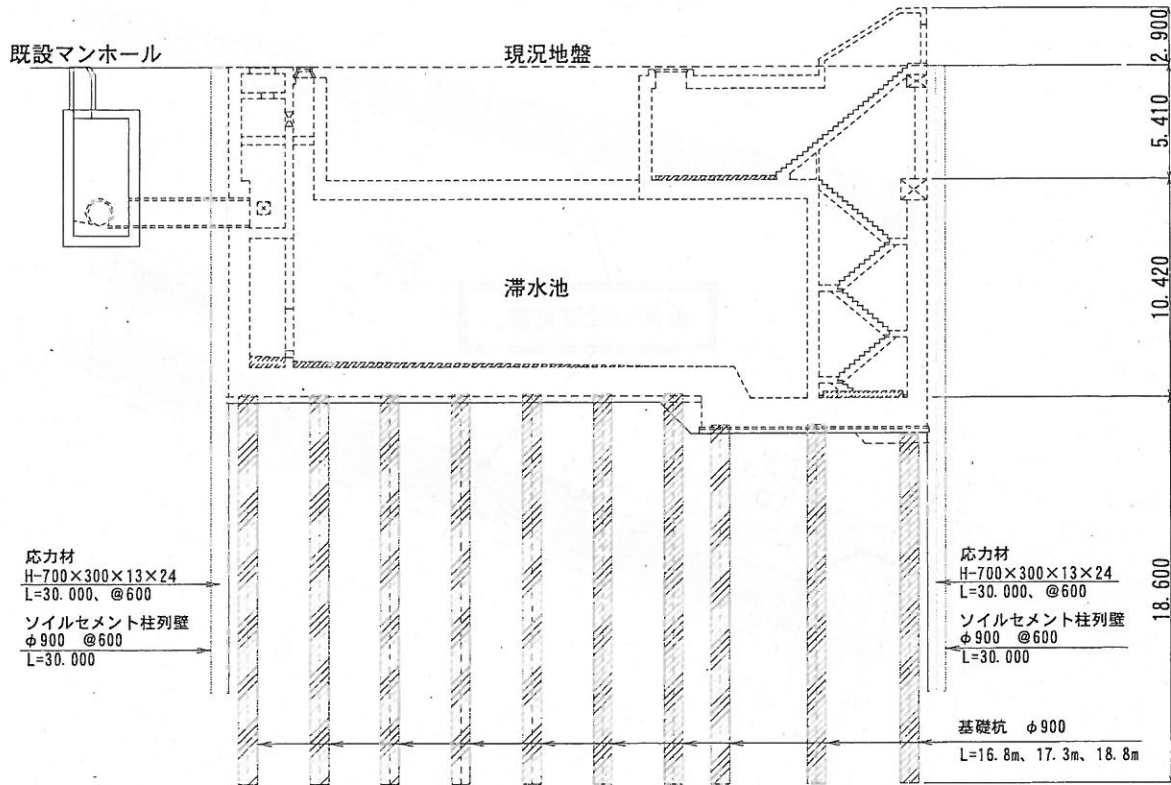 既設マンホール
現況地盤
2.900
5.410
10.420
18.600
滞水池
応力材
H-700×300×13×24
L=30.000、@600
ソイルセメント柱列壁
φ900 @600
L=30.000
応力材
H-700×300×13×24
L=30.000、@600
ソイルセメント柱列壁
φ900 @600
L=30.000
基礎杭 φ900
L=16.8m、17.3m、18.8m